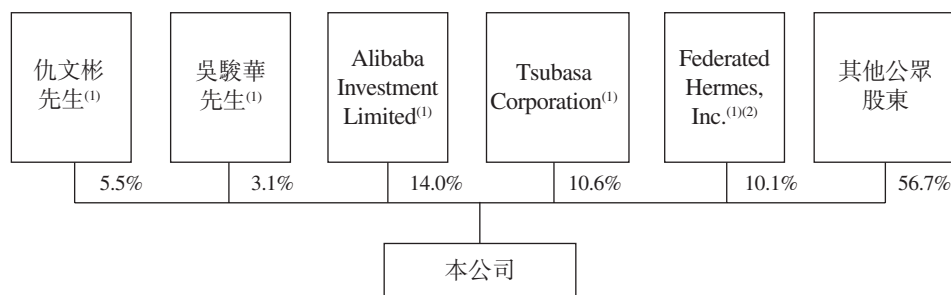 仇文彬
先生(1)
吳駿華
先生(1)
Alibaba
Investment
Limited(1)
Tsubasa
Corporation(1)
Federated
Hermes,
Inc.(1)(2)
其他公眾
股東
5.5%
3.1%
14.0%
10.6%
10.1%
56.7%
本公司